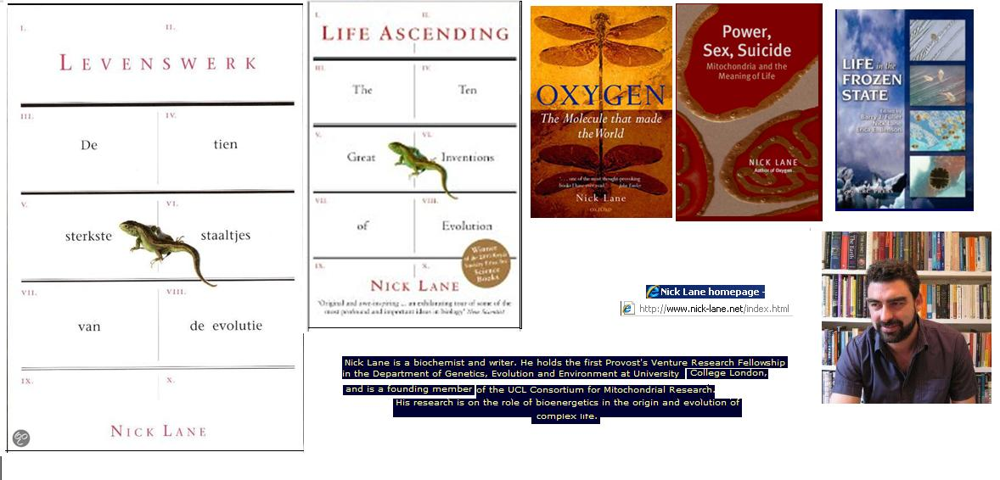 I.
II.
LEVENSWERK
III.
IV.
De
tien
V.
VI.
sterkste
staaltjes
VII.
VIII.
van
de evolutie
IX.
X.
NICK LANE
I.
II.
LIFE ASCENDING
III.
IV.
The
Ten
V.
VI.
Great
Inventions
VII.
VIII.
of
Evolution
IX.
X.
Winner
of the
Science
Books
NICK LANE
'Original and awe-inspiring ... an exhilarating tour of some of the
most profound and important ideas in biology' New Scientist
OXYGEN
The Molecule that made
the World
'. . . one of the most thought-provoking
books I have ever read.' John Emsley
Nick Lane
OXFORD
Power,
Sex, Suicide
Mitochondria and the
Meaning of Life
NICK LANE
Author of Oxygen
LIFE in the
FROZEN
STATE
Edited by
Barry J. Fuller
Nick Lane
Erica E. Benson
CRC PRESS
Nick Lane homepage -
http://www.nick-lane.net/index.html
Nick Lane is a biochemist and writer. He holds the first Provost's Venture Research Fellowship
in the Department of Genetics, Evolution and Environment at University College London,
and is a founding member of the UCL Consortium for Mitochondrial Research.
His research is on the role of bioenergetics in the origin and evolution of
complex life.